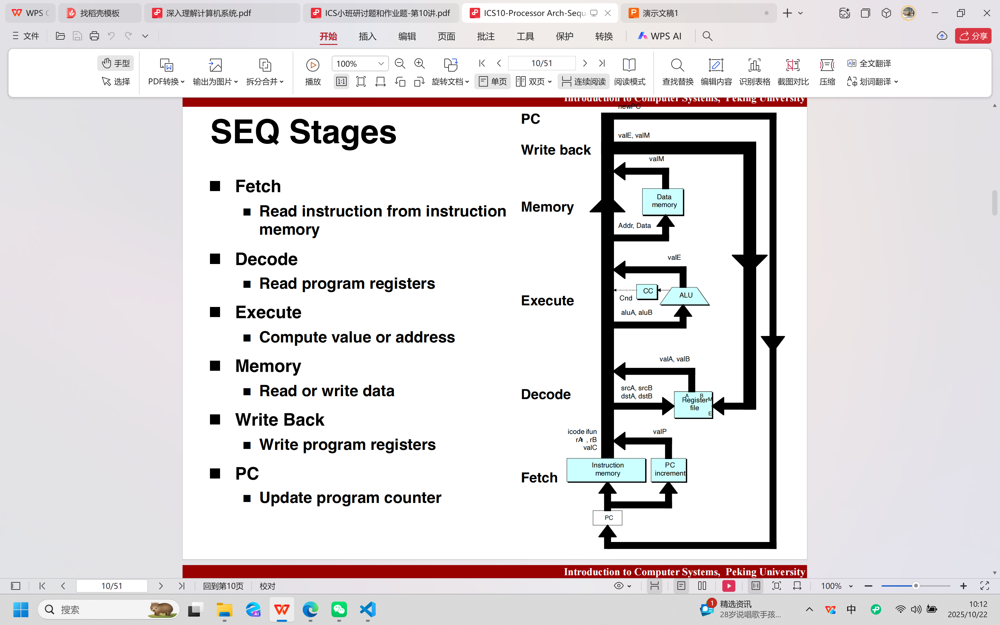 WPS
找稻壳模板
深入理解计算机系统.pdf
ICS小班研讨题和作业题-第10讲.pdf
ICS10-Processor Arch-Sequ
演示文稿1
文件
开始
插入
编辑
页面
批注
工具
保护
转换
WPS AI
分享
手型
选择
PDF转换
输出为图片
拆分合并
播放
100%
旋转文档
10/51
单页
双页
连续阅读
阅读模式
查找替换
编辑内容
识别表格
截图对比
压缩
全文翻译
划词翻译
Introduction to Computer Systems, Peking University
SEQ Stages
Fetch
Read instruction from instruction
memory
Decode
Read program registers
Execute
Compute value or address
Memory
Read or write data
Write Back
Write program registers
PC
Update program counter
newPC
PC
valE, valM
Write back
valM
Data
memory
Memory
Addr, Data
valE
CC
ALU
Cnd
Execute
aluA, aluB
valA, valB
srcA, srcB
dstA, dstB
Decode
A B
Register M
file
E
icode ifun
rA , rB
valC
valP
Instruction
memory
PC
increment
Fetch
PC
Introduction to Computer Systems, Peking University
10/51
回到第10页
校对
100%
搜索
AI
1
精选资讯
28岁说唱歌手孩...
中
10:12
2025/10/22